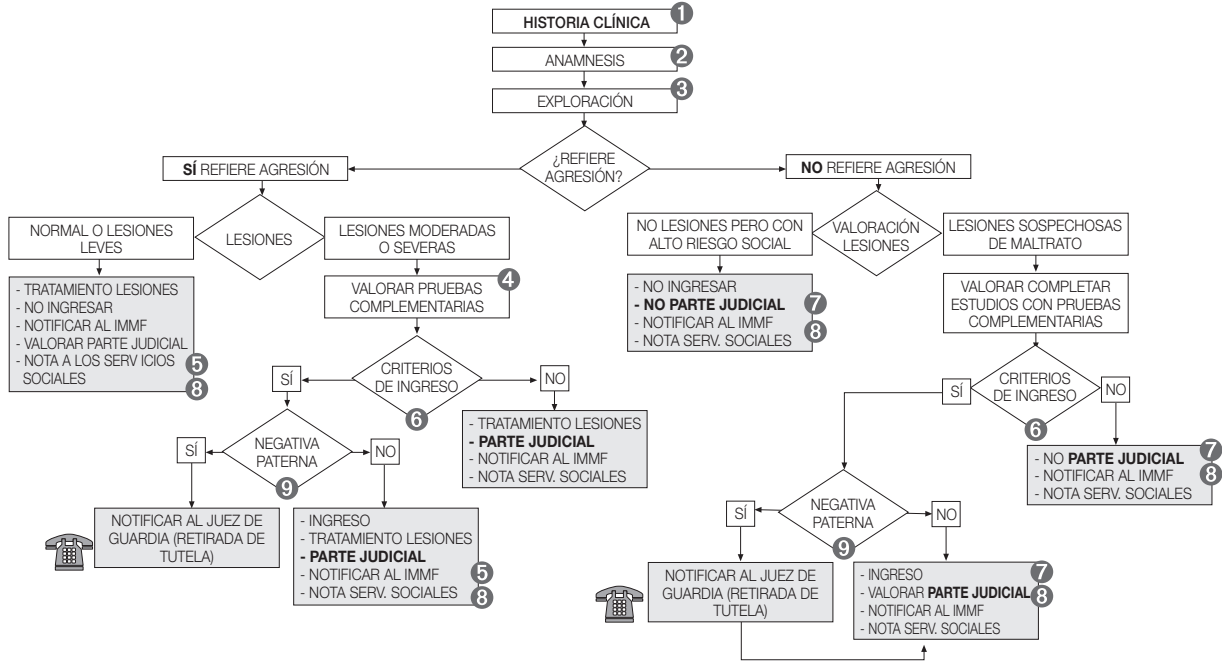 HISTORIA CLÍNICA
1
ANAMNESIS
2
EXPLORACIÓN
3
¿REFIERE
AGRESIÓN?
SÍ REFIERE AGRESIÓN
NO REFIERE AGRESIÓN
NORMAL O LESIONES
LEVES
LESIONES
LESIONES MODERADAS
O SEVERAS
- TRATAMIENTO LESIONES
- NO INGRESAR
- NOTIFICAR AL IMMF
- VALORAR PARTE JUDICIAL
- NOTA A LOS SERV ICIOS
SOCIALES
5
8
VALORAR PRUEBAS
COMPLEMENTARIAS
4
CRITERIOS
DE INGRESO
6
SÍ
NO
- TRATAMIENTO LESIONES
- PARTE JUDICIAL
- NOTIFICAR AL IMMF
- NOTA SERV. SOCIALES
NEGATIVA
PATERNA
9
SÍ
NO
NOTIFICAR AL JUEZ DE
GUARDIA (RETIRADA DE
TUTELA)
- INGRESO
- TRATAMIENTO LESIONES
- PARTE JUDICIAL
- NOTIFICAR AL IMMF
- NOTA SERV. SOCIALES
5
8
NO LESIONES PERO CON
ALTO RIESGO SOCIAL
VALORACIÓN
LESIONES
LESIONES SOSPECHOSAS
DE MALTRATO
- NO INGRESAR
- NO PARTE JUDICIAL
- NOTIFICAR AL IMMF
- NOTA SERV. SOCIALES
7
8
VALORAR COMPLETAR
ESTUDIOS CON PRUEBAS
COMPLEMENTARIAS
CRITERIOS
DE INGRESO
6
SÍ
NO
- NO PARTE JUDICIAL
- NOTIFICAR AL IMMF
- NOTA SERV. SOCIALES
7
8
NEGATIVA
PATERNA
9
SÍ
NO
NOTIFICAR AL JUEZ DE
GUARDIA (RETIRADA DE
TUTELA)
- INGRESO
- VALORAR PARTE JUDICIAL
- NOTIFICAR AL IMMF
- NOTA SERV. SOCIALES
7
8